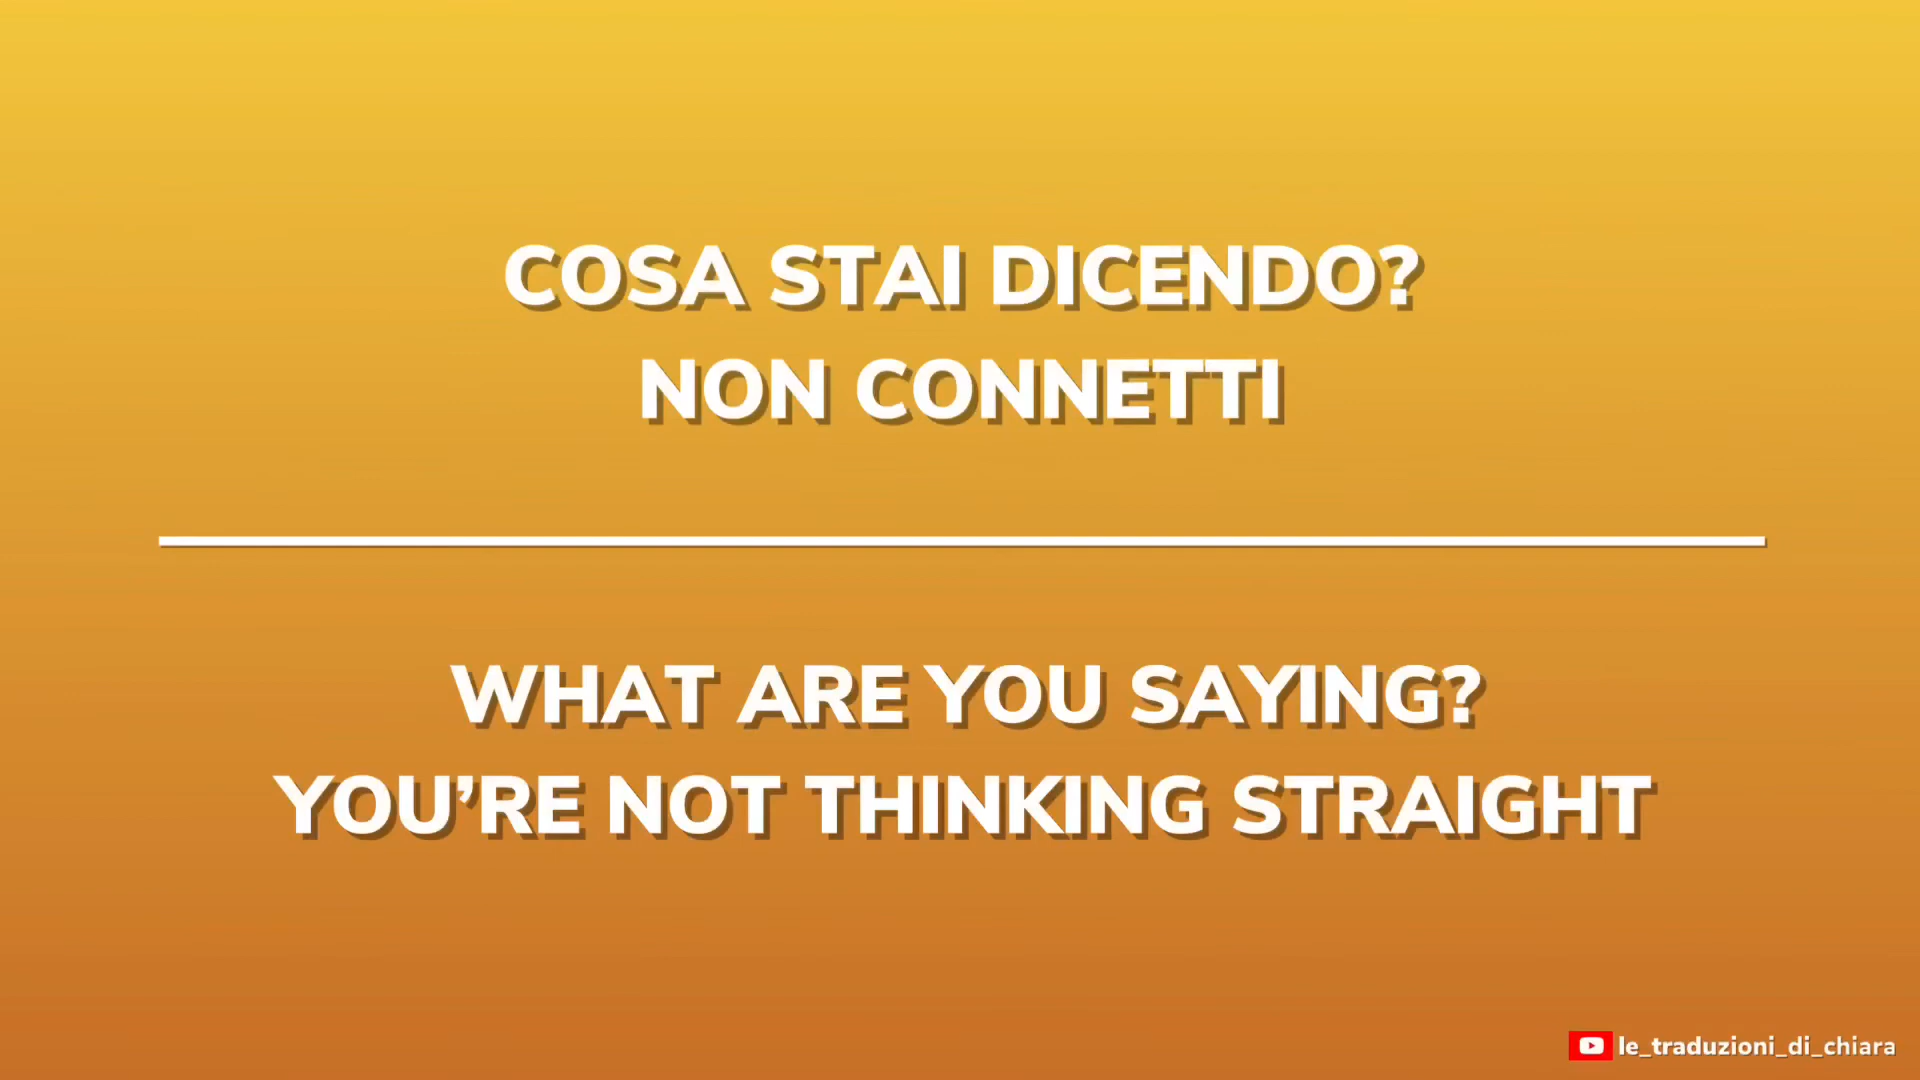 COSA STAI DICENDO?
NON CONNETTI
WHAT ARE YOU SAYING?
YOU’RE NOT THINKING STRAIGHT
le_traduzioni_di_chiara